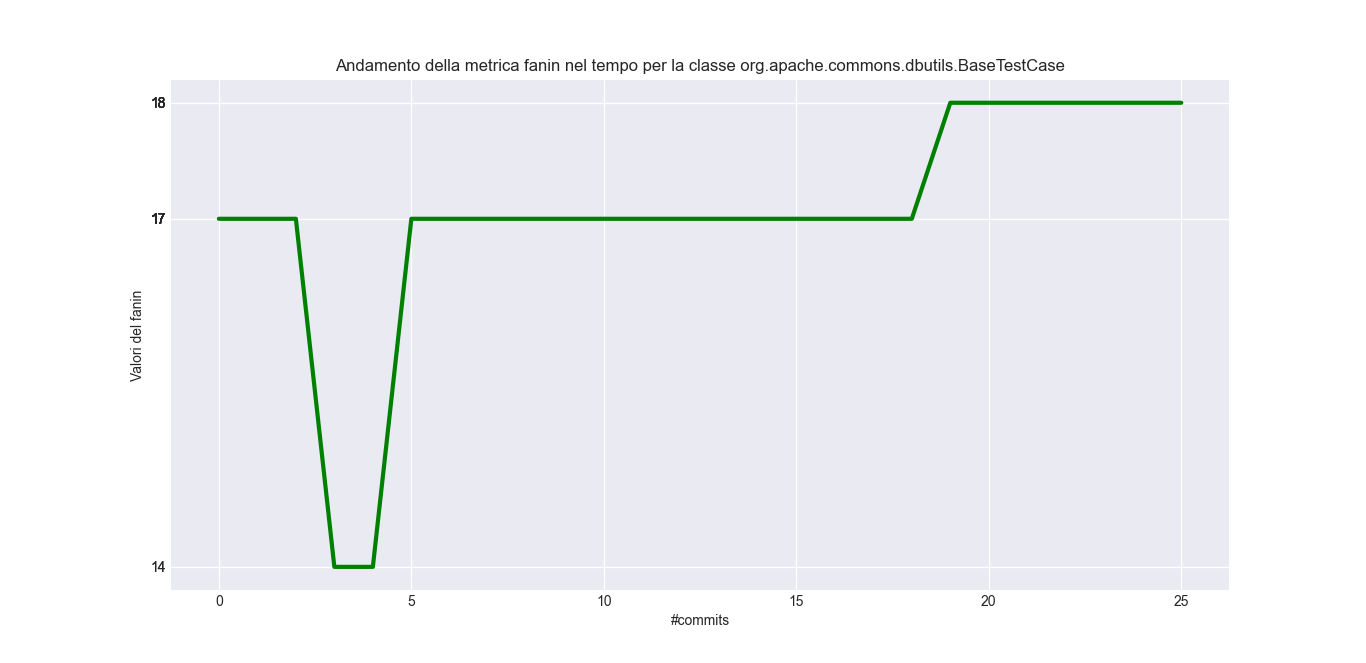 Andamento della metrica fanin nel tempo per la classe org.apache.commons.dbutils.BaseTestCase
18
17
14
Valori del fanin
0 5 10 15 20 25
#commits